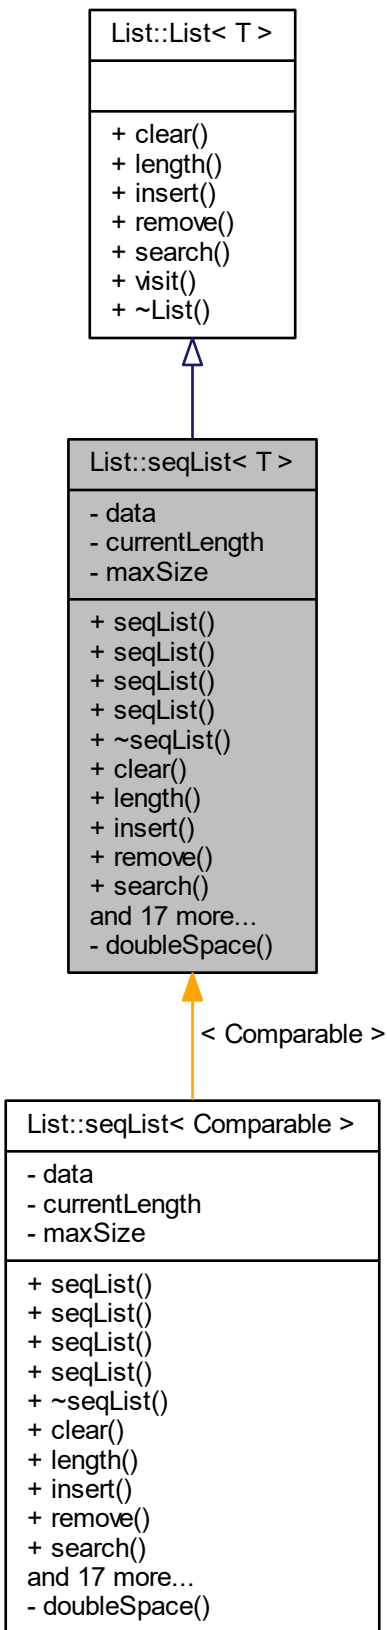 List::List< T >
+ clear()
+ length()
+ insert()
+ remove()
+ search()
+ visit()
+ ~List()
List::seqList< T >
- data
- currentLength
- maxSize
+ seqList()
+ seqList()
+ seqList()
+ seqList()
+ ~seqList()
+ clear()
+ length()
+ insert()
+ remove()
+ search()
and 17 more...
- doubleSpace()
< Comparable >
List::seqList< Comparable >
- data
- currentLength
- maxSize
+ seqList()
+ seqList()
+ seqList()
+ seqList()
+ ~seqList()
+ clear()
+ length()
+ insert()
+ remove()
+ search()
and 17 more...
- doubleSpace()